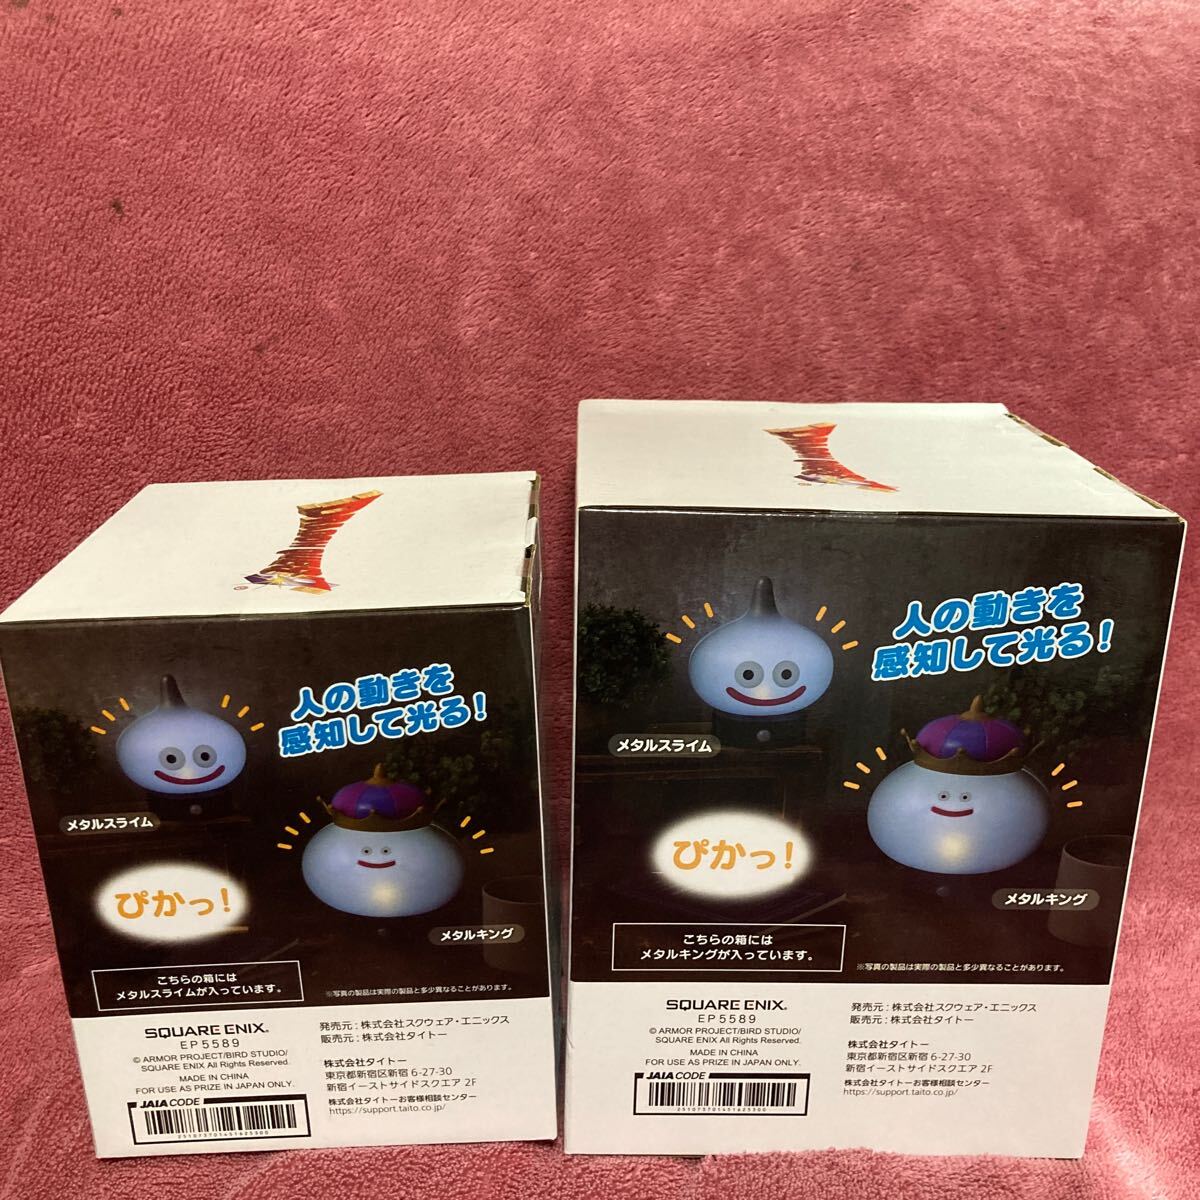 人の動きを
感知して光る!
メタルスライム
ぴかっ!
メタルキング
こちらの箱には
メタルスライムが入っています。
※写真の製品は実際の製品と多少異なることがあります。
SQUARE ENIX.
EP5589
© ARMOR PROJECT/BIRD STUDIO/
SQUARE ENIX All Rights Reserved.
MADE IN CHINA
FOR USE AS PRIZE IN JAPAN ONLY.
JAIA CODE
251073701451625300
発売元:株式会社スクウェア・エニックス
販売元:株式会社タイトー
株式会社タイトー
東京都新宿区新宿 6-27-30
新宿イーストサイドスクエア 2F
株式会社タイトーお客様相談センター
https://support.taito.co.jp/
人の動きを
感知して光る!
メタルスライム
ぴかっ!
メタルキング
こちらの箱には
メタルキングが入っています。
※写真の製品は実際の製品と多少異なることがあります。
SQUARE ENIX.
EP5589
© ARMOR PROJECT/BIRD STUDIO/
SQUARE ENIX All Rights Reserved.
MADE IN CHINA
FOR USE AS PRIZE IN JAPAN ONLY.
JAIA CODE
251073701451625300
発売元:株式会社スクウェア・エニックス
販売元:株式会社タイトー
株式会社タイトー
東京都新宿区新宿 6-27-30
新宿イーストサイドスクエア 2F
株式会社タイトーお客様相談センター
https://support.taito.co.jp/